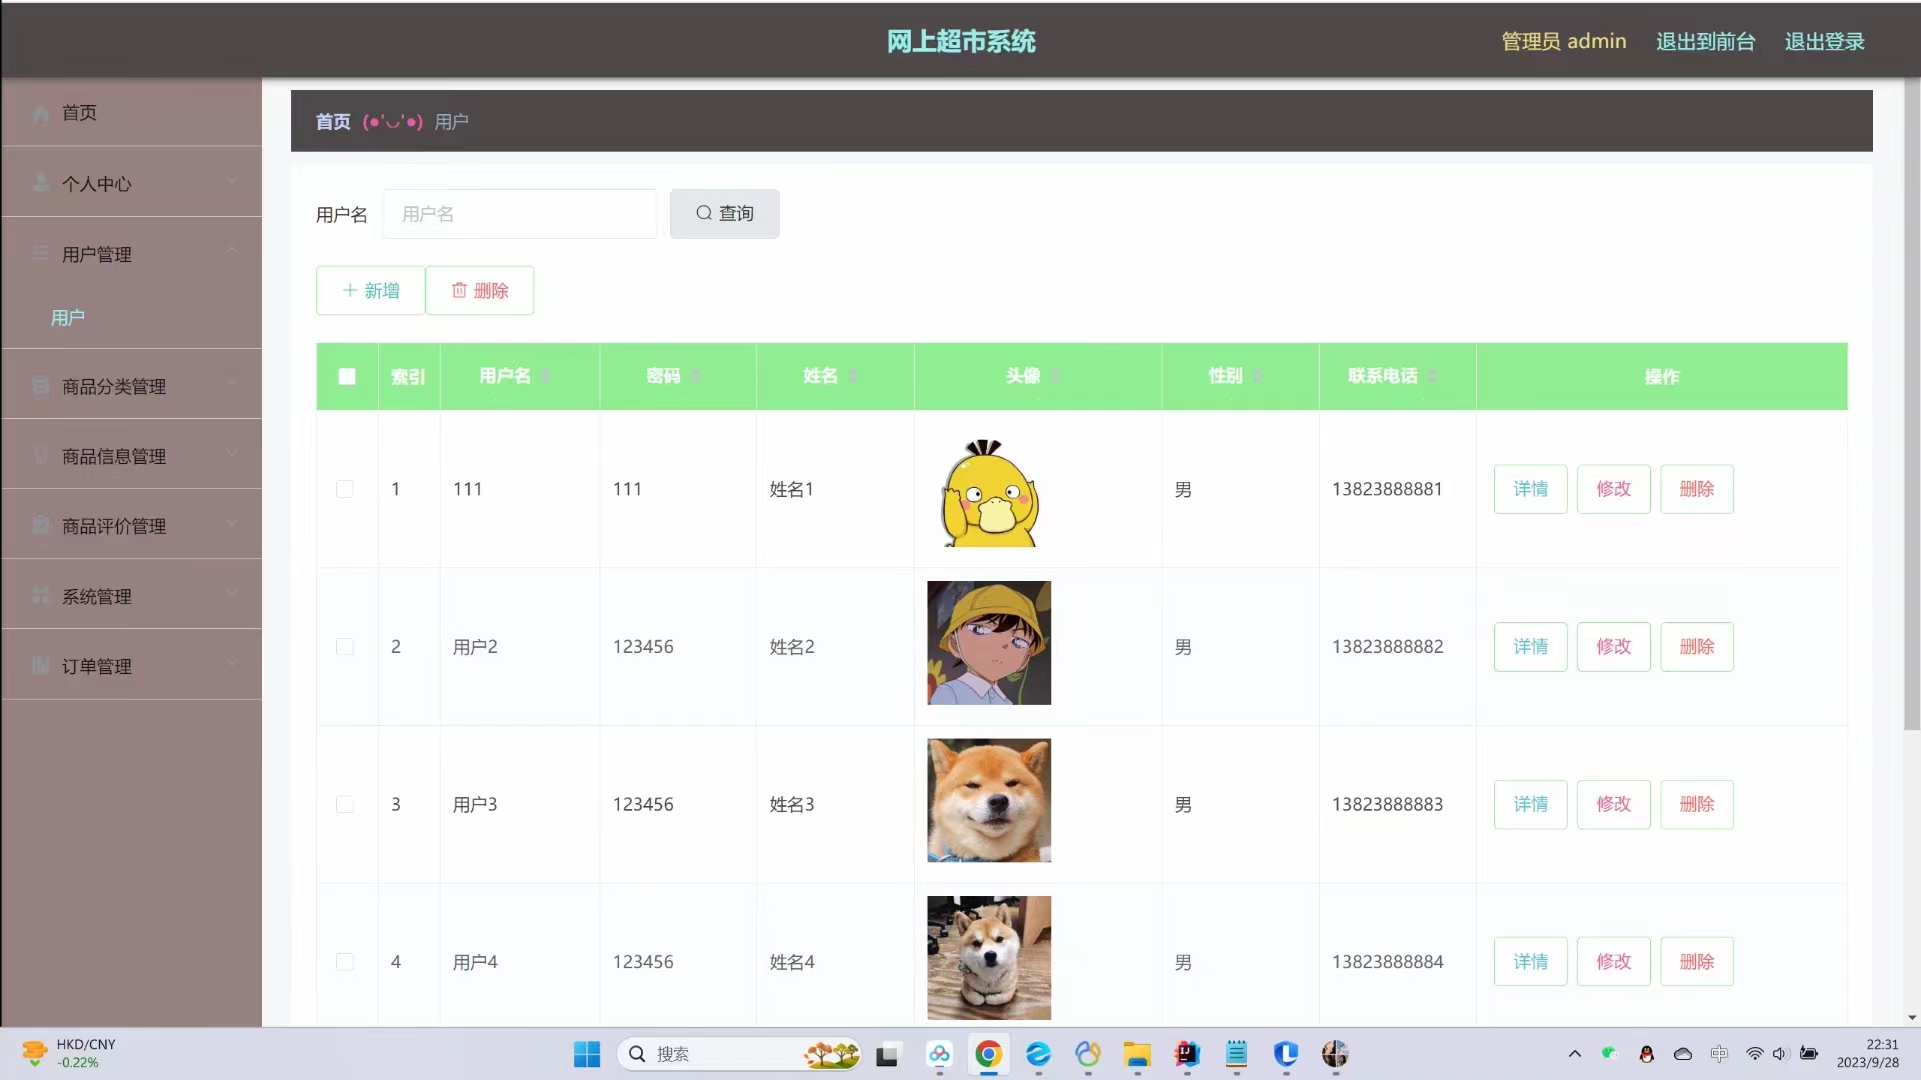 网上超市系统
管理员 admin 退出到前台 退出登录
首页
个人中心
用户管理
用户
商品分类管理
商品信息管理
商品评价管理
系统管理
订单管理
首页 (●'◡'●) 用户
用户名 用户名 查询
新增 删除
索引 用户名 密码 姓名 头像 性别 联系电话 操作
1 111 111 姓名1 男 13823888881 详情 修改 删除
2 用户2 123456 姓名2 男 13823888882 详情 修改 删除
3 用户3 123456 姓名3 男 13823888883 详情 修改 删除
4 用户4 123456 姓名4 男 13823888884 详情 修改 删除
HKD/CNY
-0.22%
搜索
中
22:31
2023/9/28